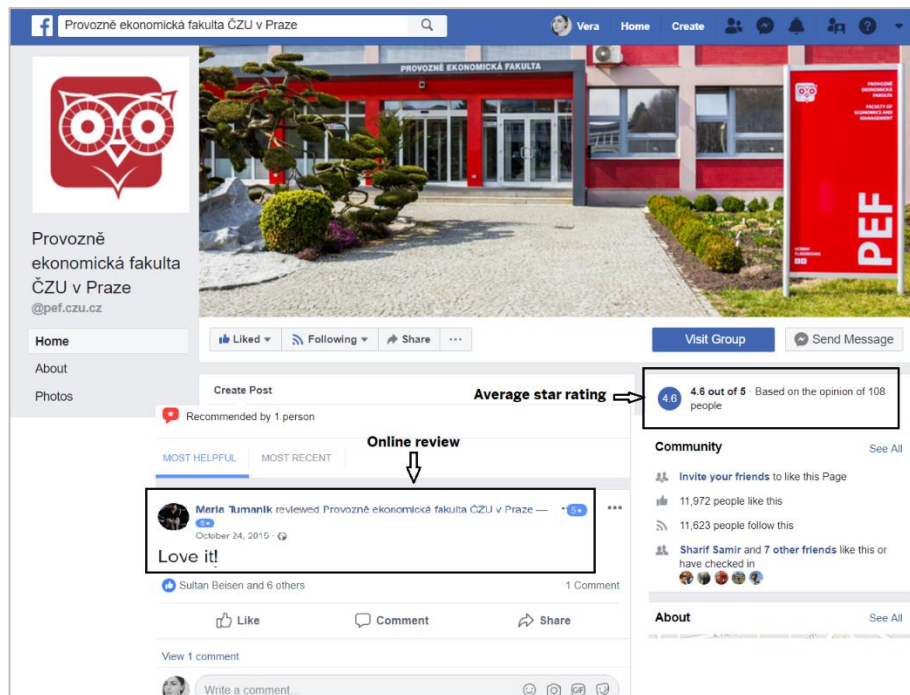 Provozně ekonomická fakulta ČZU v Praze
Vera Home Create
PROVOZNĚ EKONOMICKÁ FAKULTA
PROVOZNĚ
EKONOMICKÁ
FAKULTA
FACULTY OF
ECONOMICS AND
MANAGEMENT
PEF
Provozně
ekonomická fakulta
ČZU v Praze
@pef.czu.cz
Home
About
Photos
Liked Following Share ...
Visit Group
Send Message
Create Post
Average star rating
4.6
4.6 out of 5 · Based on the opinion of 108
people
Recommended by 1 person
Online review
MOST HELPFUL MOST RECENT
Maria Tumanik reviewed Provozně ekonomická fakulta ČZU v Praze —
5★
5★
October 24, 2015
Love it!
Sultan Beisen and 6 others
1 Comment
Like Comment Share
View 1 comment
Write a comment...
GIF
Community See All
Invite your friends to like this Page
11,972 people like this
11,623 people follow this
Sharif Samir and 7 other friends like this or
have checked in
About See All